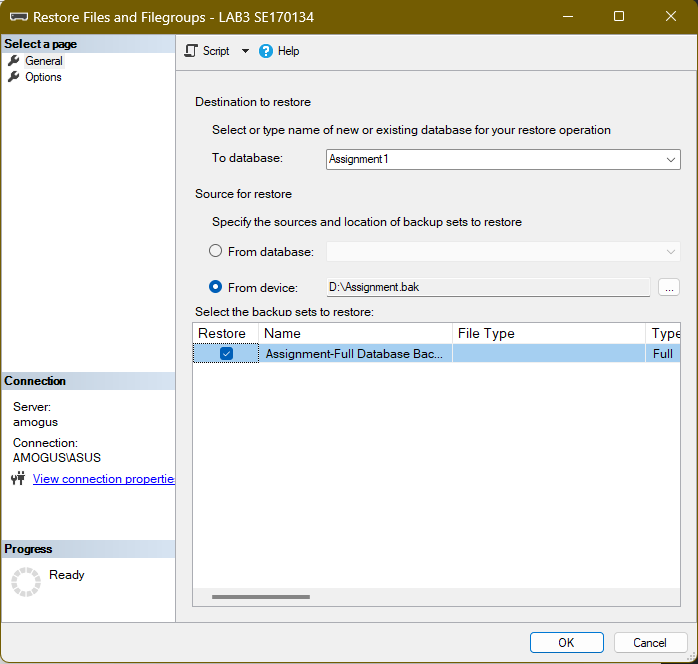 Restore Files and Filegroups - LAB3 SE170134
Select a page
General
Options
Script
Help
Destination to restore
Select or type name of new or existing database for your restore operation
To database:
Assignment1
Source for restore
Specify the sources and location of backup sets to restore
From database:
From device:
D:\Assignment.bak
...
Select the backup sets to restore:
Restore Name File Type Type
Assignment-Full Database Bac... Full
Connection
Server:
amogus
Connection:
AMOGUS\ASUS
View connection propertie
Progress
Ready
OK
Cancel